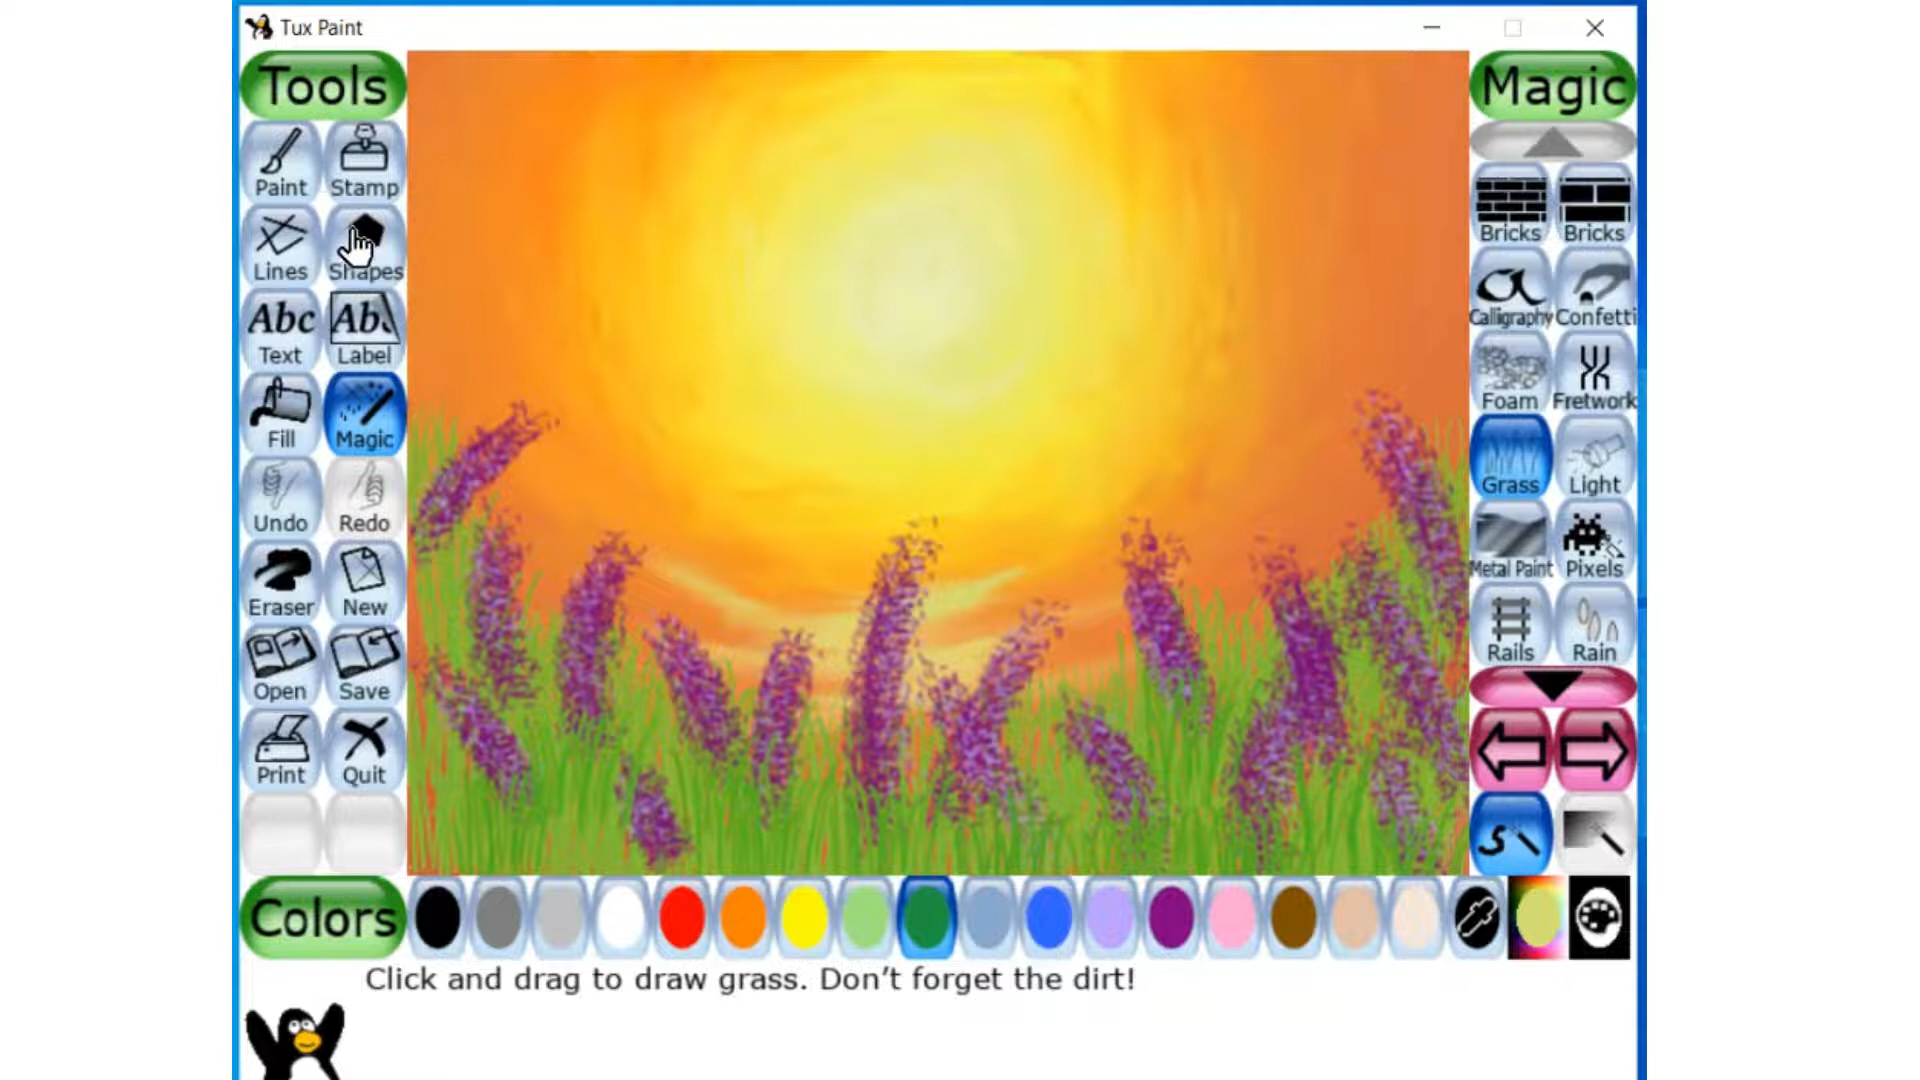 Tux Paint
Tools
Magic
Paint Stamp
Lines Shapes
Abc Ab
Text Label
Fill Magic
Undo Redo
Eraser New
Open Save
Print Quit
Bricks Bricks
Calligraphy Confetti
Foam Fretwork
Grass Light
Metal Paint Pixels
Rails Rain
Colors
Click and drag to draw grass. Don’t forget the dirt!